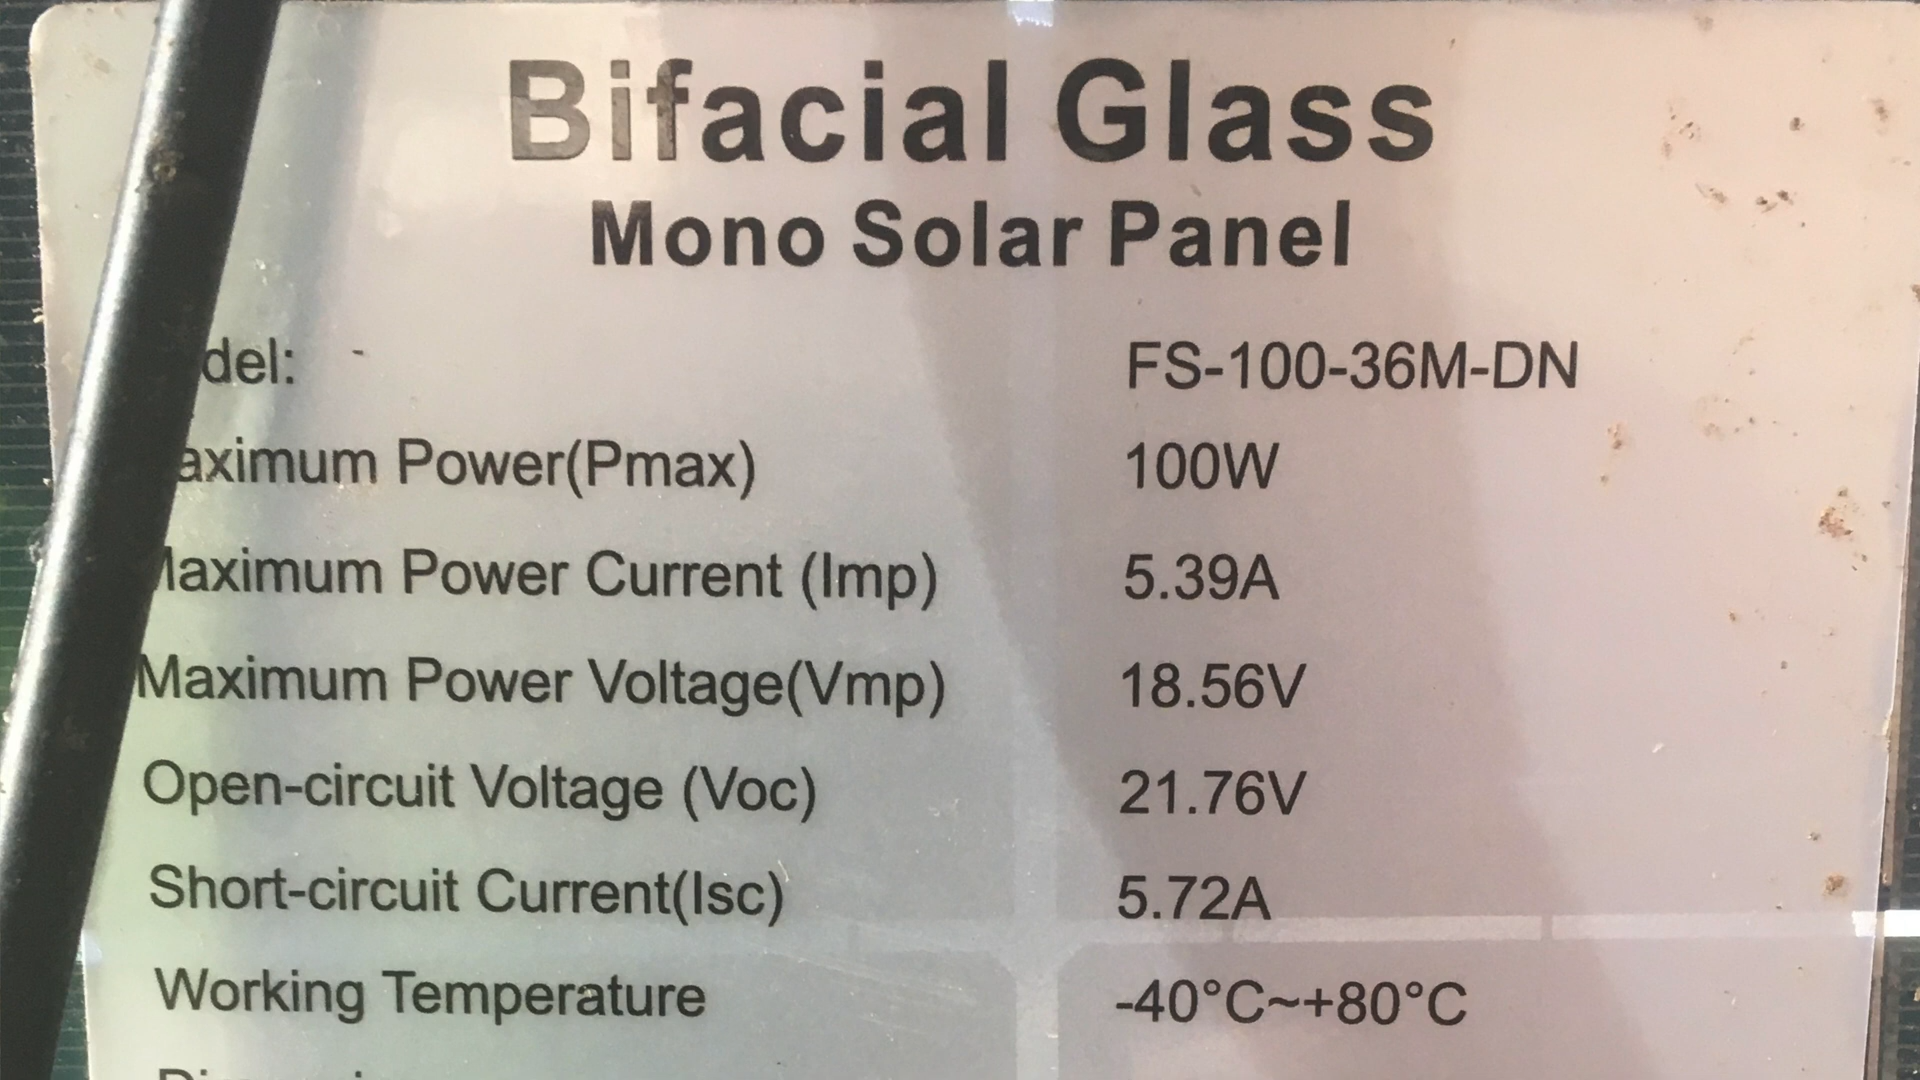 Bifacial Glass
Mono Solar Panel
del: FS-100-36M-DN
aximum Power(Pmax) 100W
Maximum Power Current (Imp) 5.39A
Maximum Power Voltage(Vmp) 18.56V
Open-circuit Voltage (Voc) 21.76V
Short-circuit Current(Isc) 5.72A
Working Temperature -40°C~+80°C